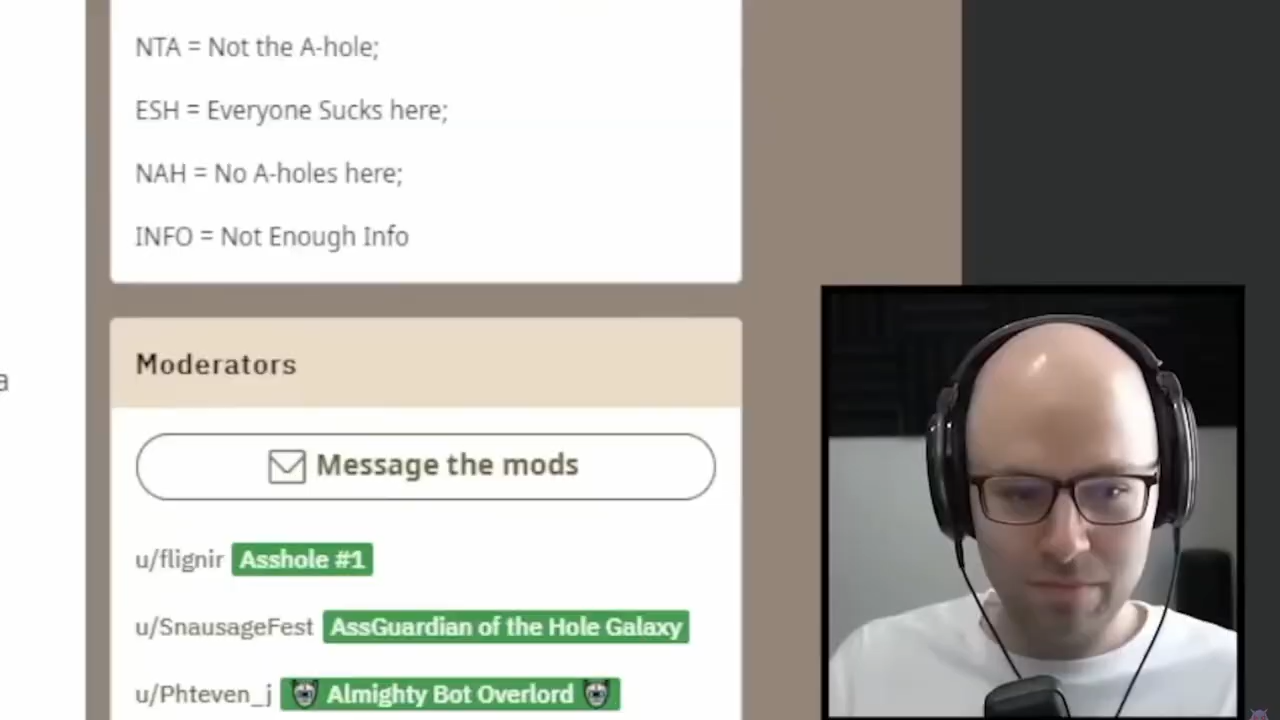 NTA = Not the A-hole;
ESH = Everyone Sucks here;
NAH = No A-holes here;
INFO = Not Enough Info
a
Moderators
Message the mods
u/flignir Asshole #1
u/SnausageFest AssGuardian of the Hole Galaxy
u/Phteven_j Almighty Bot Overlord